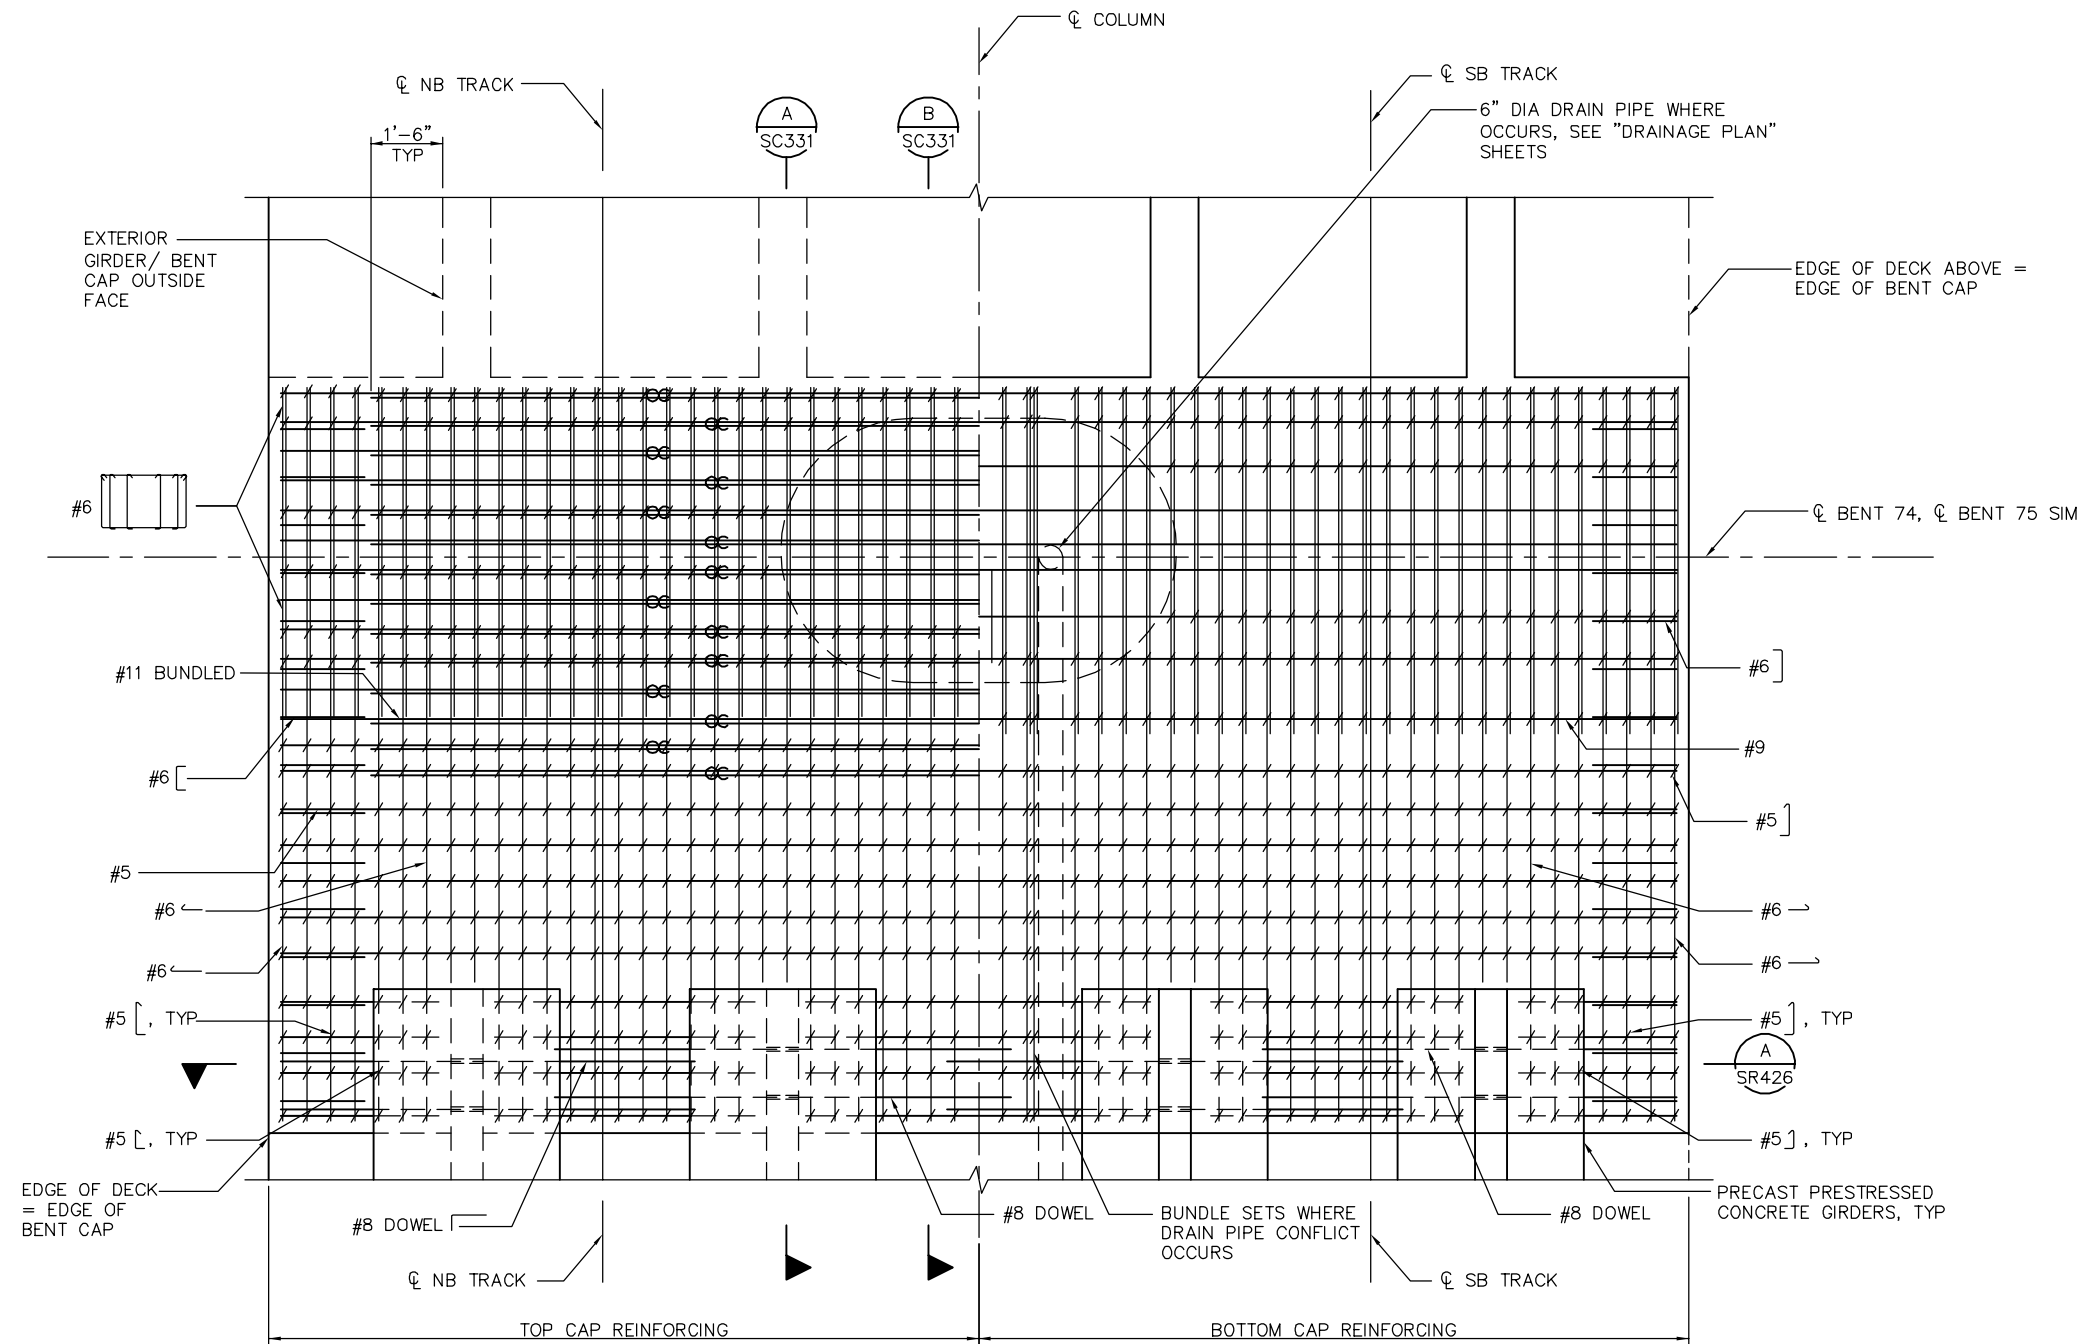 ℄ COLUMN
℄ NB TRACK
℄ SB TRACK
A
SC331
B
SC331
6" DIA DRAIN PIPE WHERE
OCCURS, SEE "DRAINAGE PLAN"
SHEETS
1'-6"
TYP
EXTERIOR
GIRDER/ BENT
CAP OUTSIDE
FACE
EDGE OF DECK ABOVE =
EDGE OF BENT CAP
#6
℄ BENT 74, ℄ BENT 75 SIM
#11 BUNDLED
#6
#6
#9
#5
#5
#6
#6
#6
#6
#5 , TYP
#5 , TYP
A
SR426
#5 , TYP
#5 , TYP
EDGE OF DECK
= EDGE OF
BENT CAP
#8 DOWEL
#8 DOWEL
BUNDLE SETS WHERE
DRAIN PIPE CONFLICT
OCCURS
#8 DOWEL
PRECAST PRESTRESSED
CONCRETE GIRDERS, TYP
℄ NB TRACK
℄ SB TRACK
TOP CAP REINFORCING
BOTTOM CAP REINFORCING